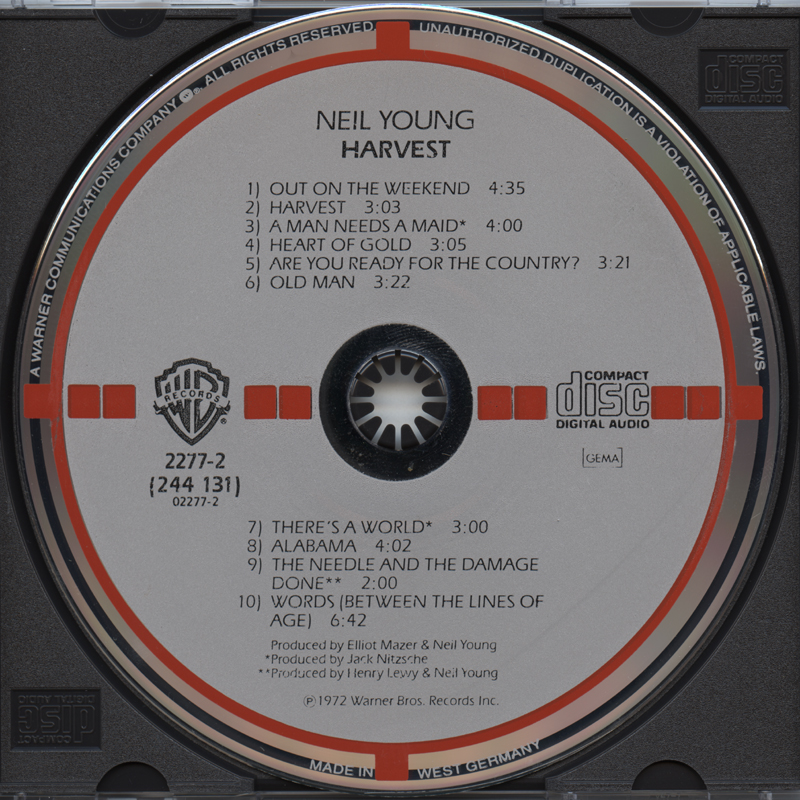 A WARNER COMMUNICATIONS COMPANY ®, ALL RIGHTS RESERVED
UNAUTHORIZED DUPLICATION IS A VIOLATION OF APPLICABLE LAWS.
COMPACT
disc
DIGITAL AUDIO
NEIL YOUNG
HARVEST
1) OUT ON THE WEEKEND 4:35
2) HARVEST 3:03
3) A MAN NEEDS A MAID* 4:00
4) HEART OF GOLD 3:05
5) ARE YOU READY FOR THE COUNTRY? 3:21
6) OLD MAN 3:22
WB
RECORDS
®
COMPACT
disc
DIGITAL AUDIO
2277-2
(244 131)
02277-2
GEMA
7) THERE'S A WORLD* 3:00
8) ALABAMA 4:02
9) THE NEEDLE AND THE DAMAGE
DONE** 2:00
10) WORDS (BETWEEN THE LINES OF
AGE) 6:42
Produced by Elliot Mazer & Neil Young
*Produced by Jack Nitzsche
**Produced by Henry Lewy & Neil Young
℗ 1972 Warner Bros. Records Inc.
COMPACT
disc
DIGITAL AUDIO
MADE IN WEST GERMANY